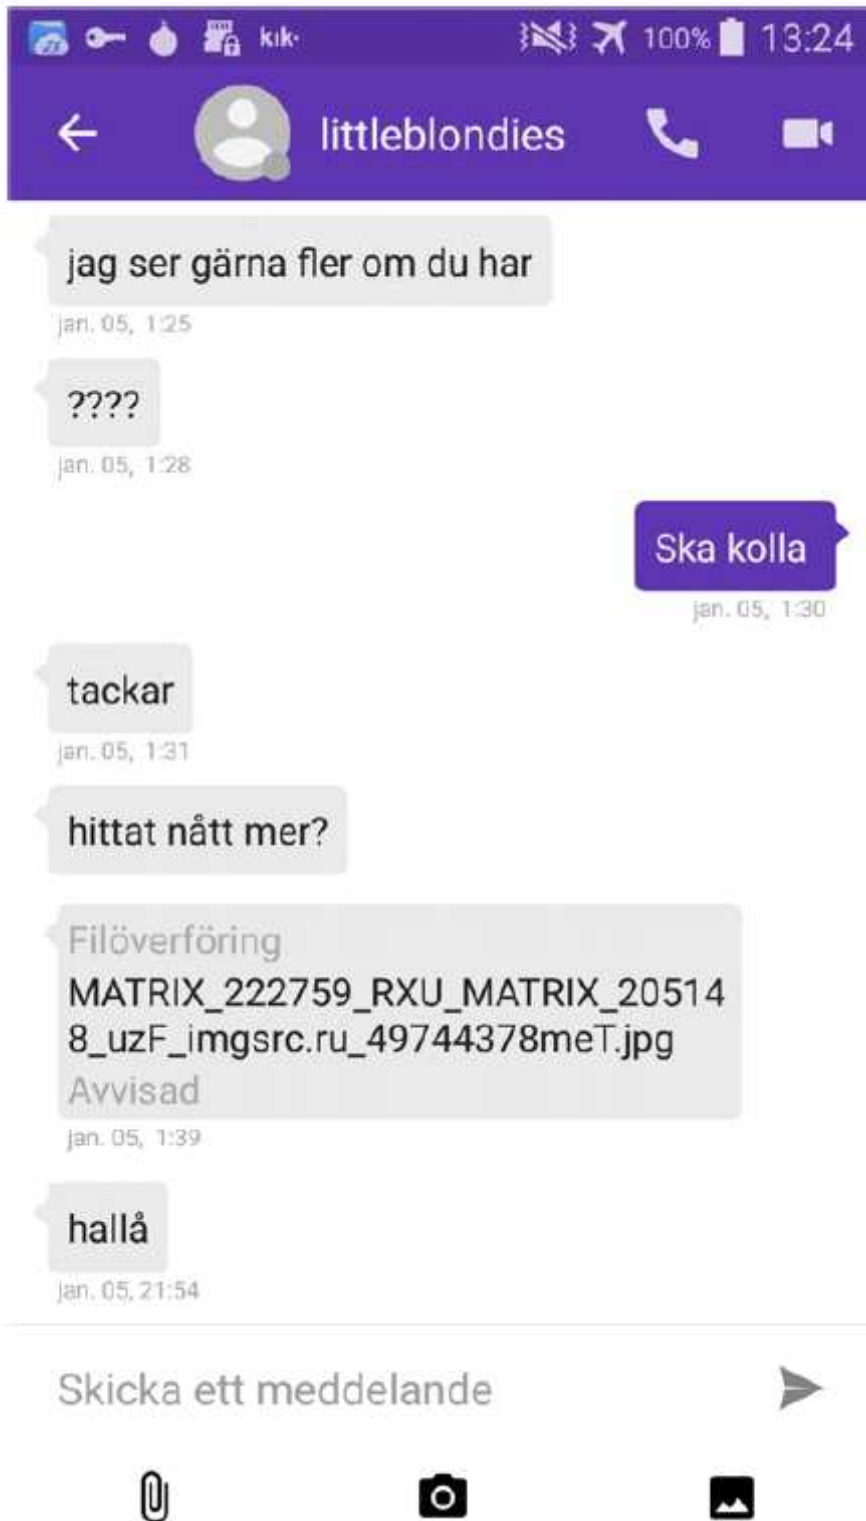 kik·
100% 13:24
littleblondies
jag ser gärna fler om du har
jan. 05, 1:25
????
jan. 05, 1:28
Ska kolla
jan. 05, 1:30
tackar
jan. 05, 1:31
hittat nått mer?
Filöverföring
MATRIX_222759_RXU_MATRIX_20514
8_uzF_imgsrc.ru_49744378meT.jpg
Avvisad
jan. 05, 1:39
hallå
jan. 05, 21:54
Skicka ett meddelande